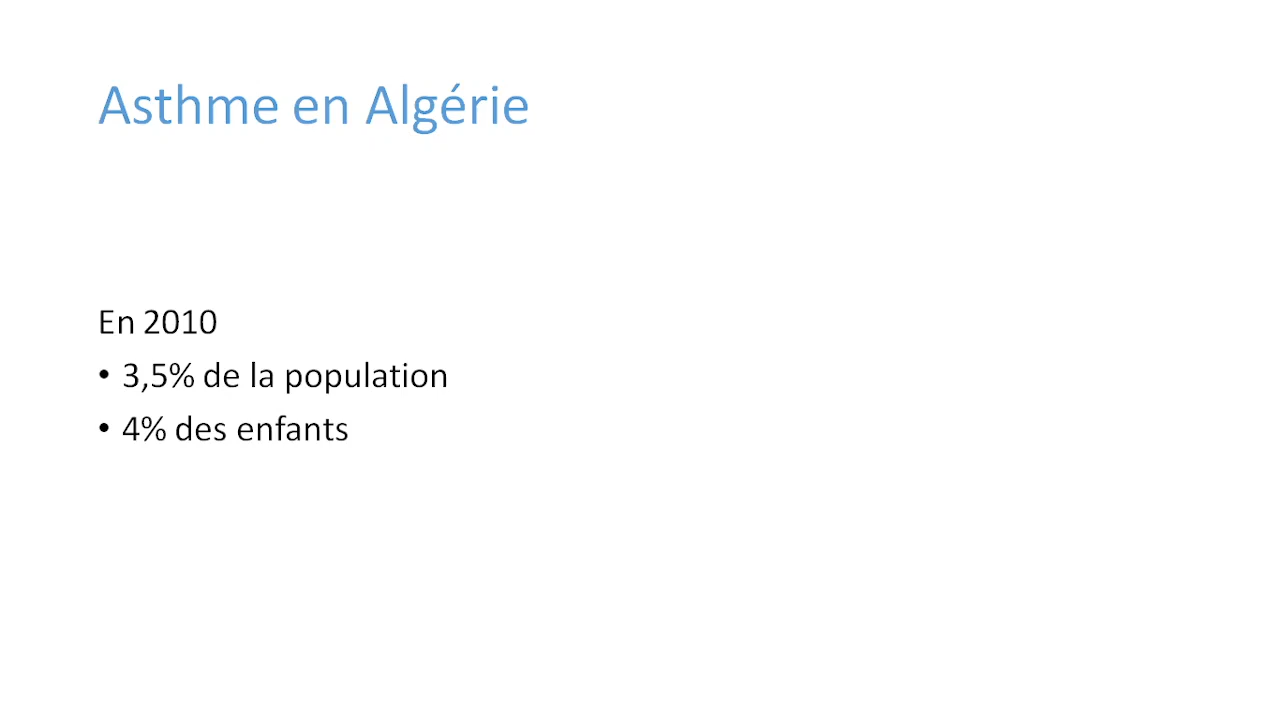 Asthme en Algérie
En 2010
• 3,5% de la population
• 4% des enfants